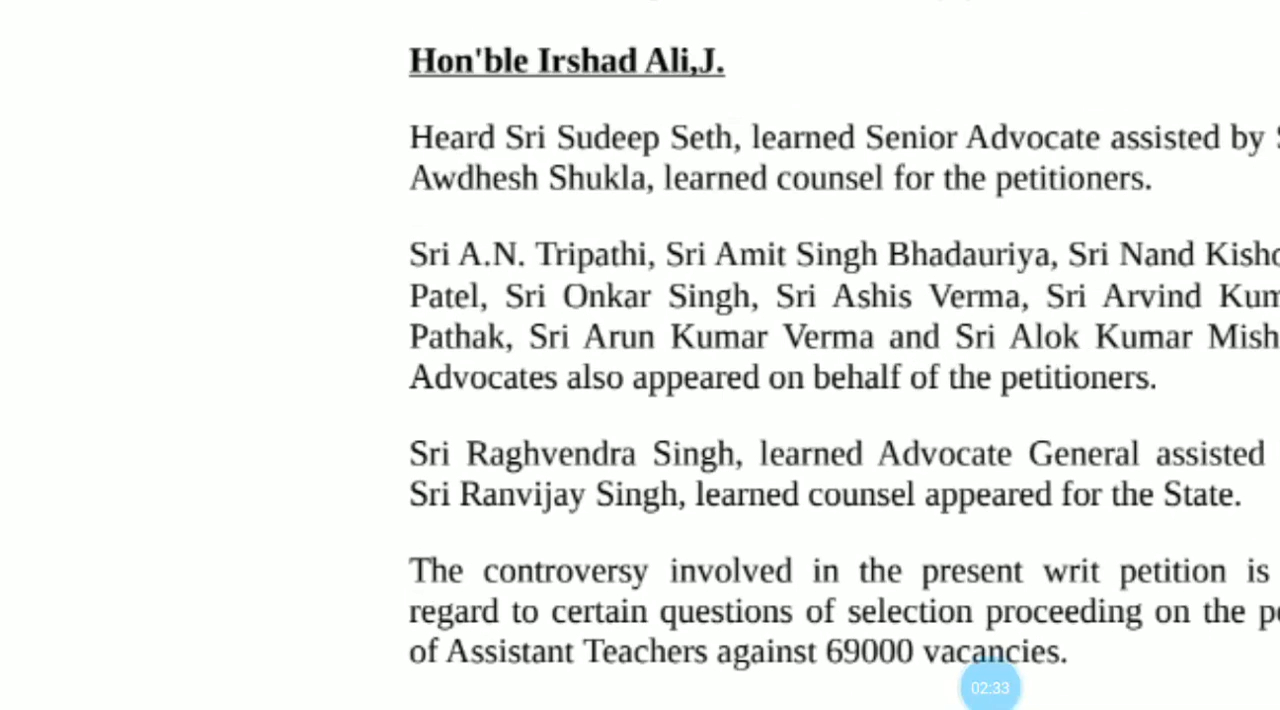 Hon'ble Irshad Ali,J.
Heard Sri Sudeep Seth, learned Senior Advocate assisted by
Awdhesh Shukla, learned counsel for the petitioners.
Sri A.N. Tripathi, Sri Amit Singh Bhadauriya, Sri Nand
Patel, Sri Onkar Singh, Sri Ashis Verma, Sri Arvind
Pathak, Sri Arun Kumar Verma and Sri Alok Kumar
Advocates also appeared on behalf of the petitioners.
Sri Raghvendra Singh, learned Advocate General assisted
Sri Ranvijay Singh, learned counsel appeared for the State.
The controversy involved in the present writ petition is
regard to certain questions of selection proceeding on the
of Assistant Teachers against 69000 vacancies.
02:33